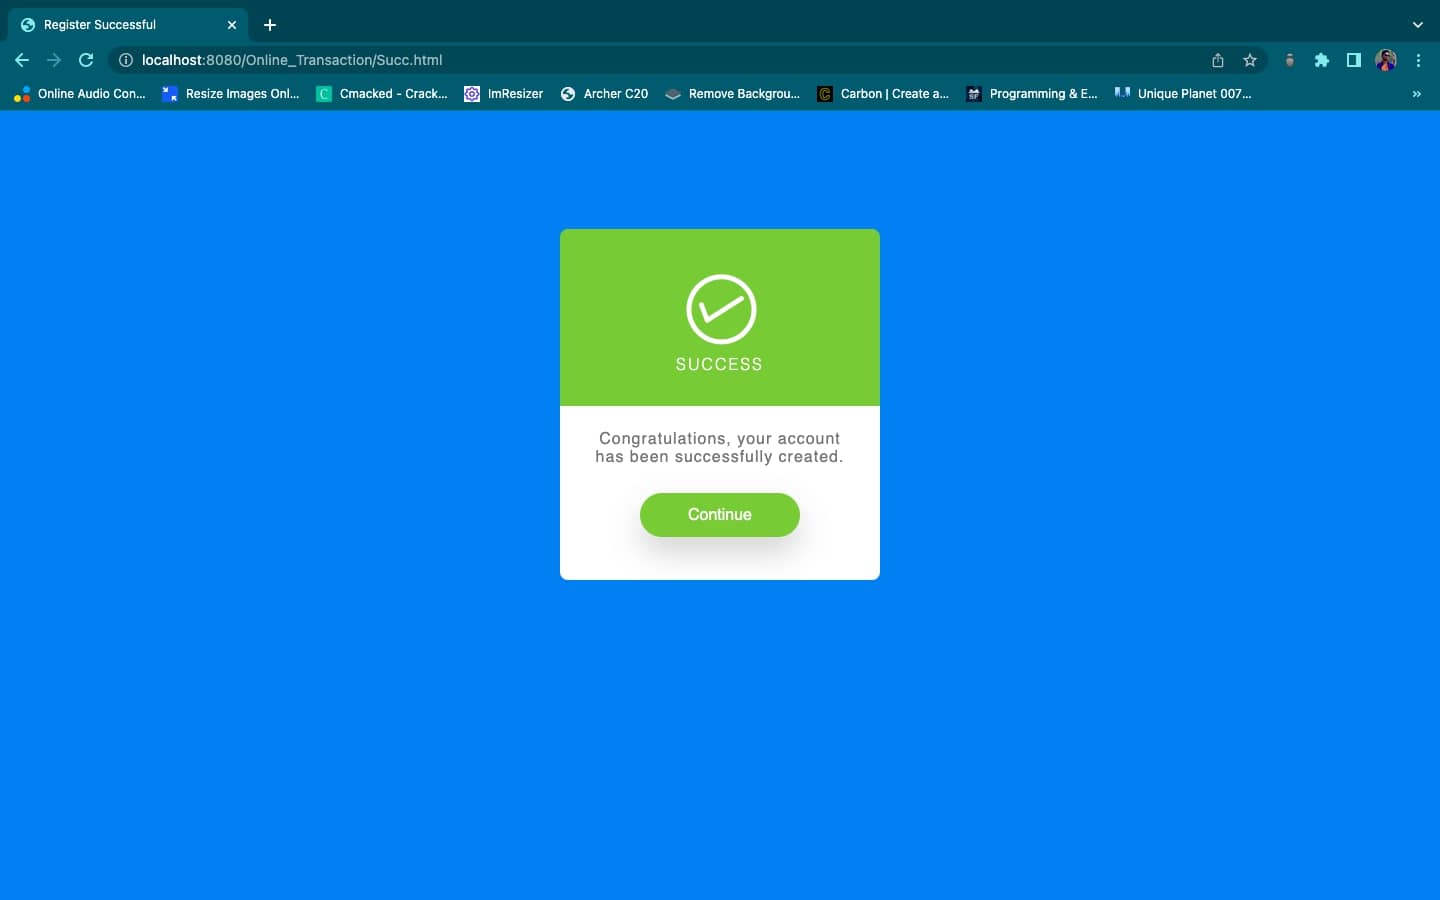 Register Successful
localhost:8080/Online_Transaction/Succ.html
Online Audio Con...
Resize Images Onl...
C
Cmacked - Crack...
ImResizer
Archer C20
Remove Backgrou...
C
Carbon | Create a...
Programming & E...
Unique Planet 007...
SUCCESS
Congratulations, your account
has been successfully created.
Continue